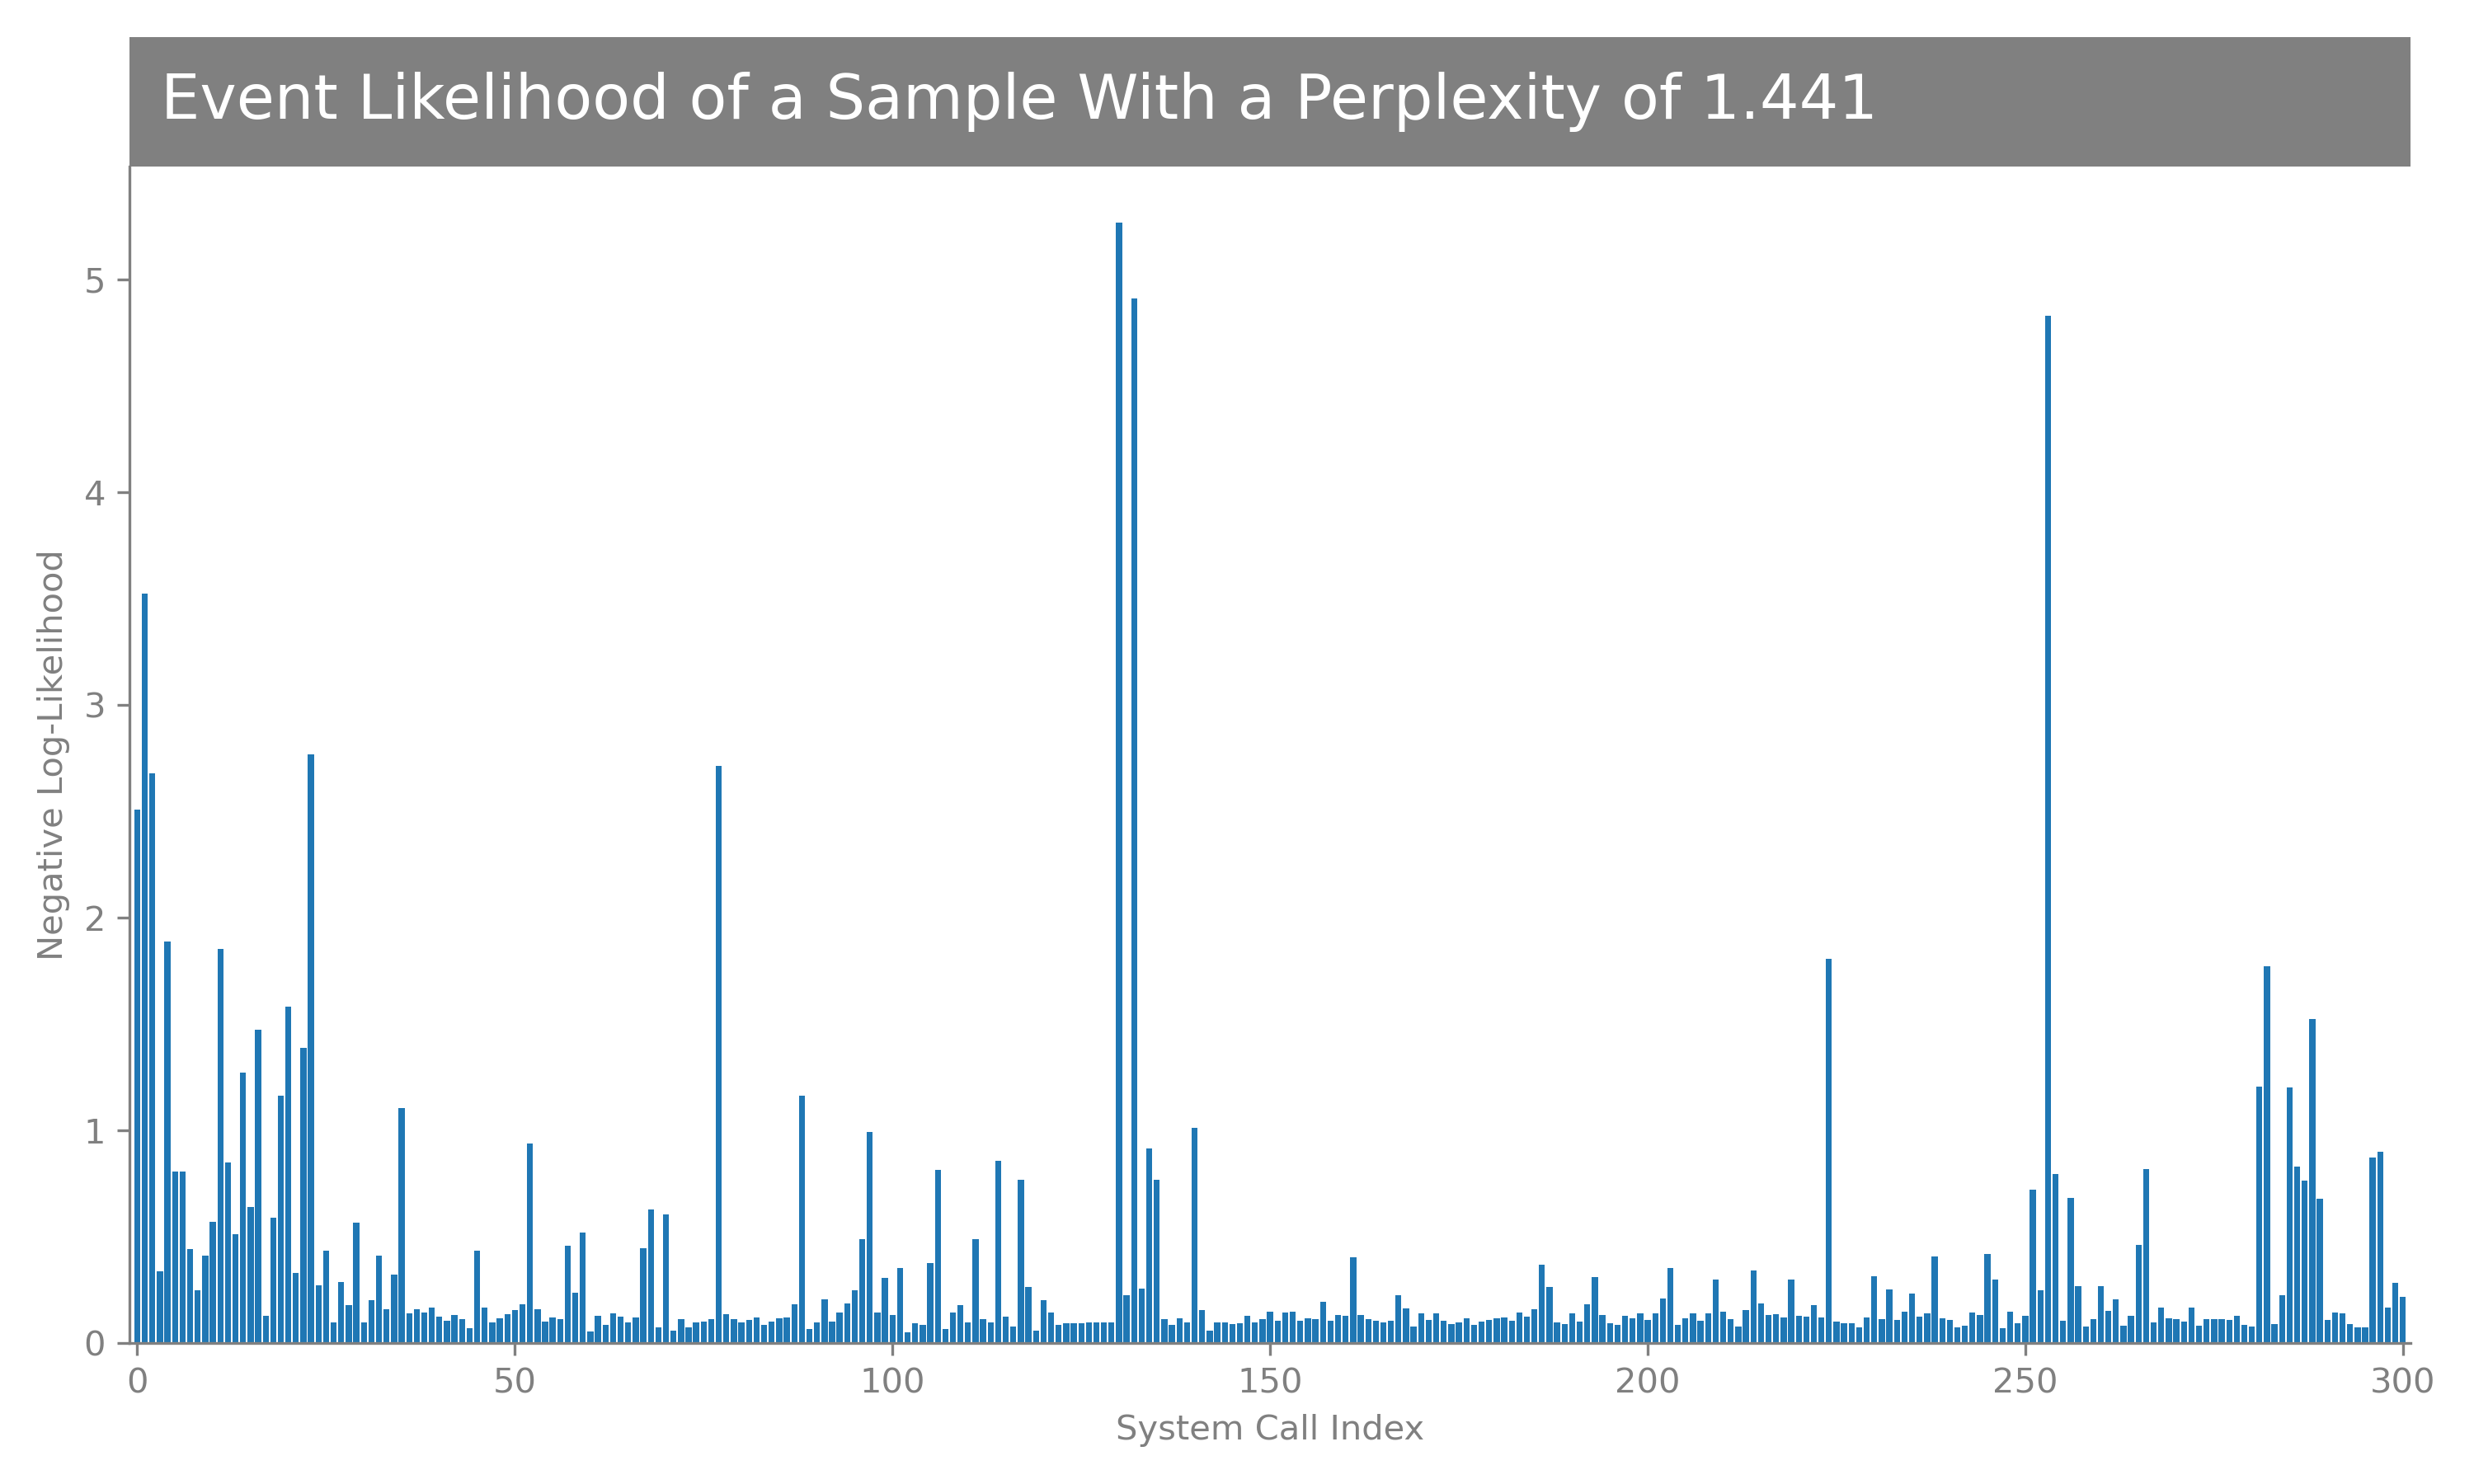 Event Likelihood of a Sample With a Perplexity of 1.441
Negative Log-Likelihood
5
4
3
2
1
0
0 50 100 150 200 250 300
System Call Index